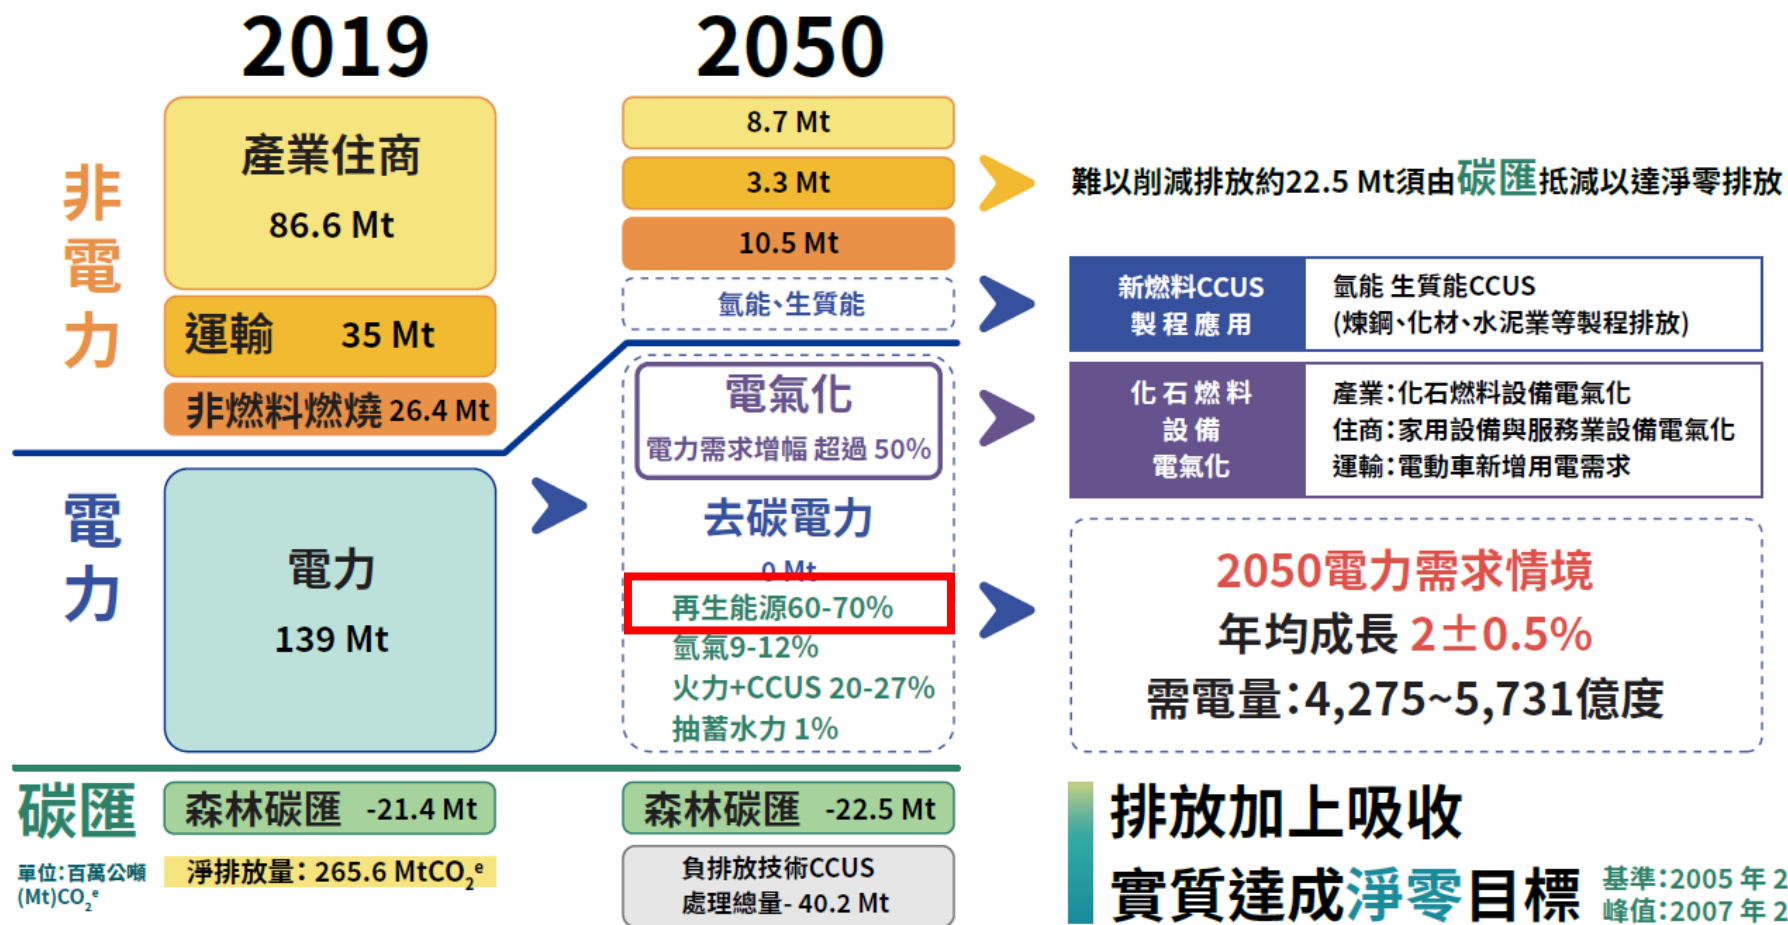 2019
2050
非電力
產業住商
86.6 Mt
運輸 35 Mt
非燃料燃燒 26.4 Mt
8.7 Mt
3.3 Mt
10.5 Mt
氫能、生質能
難以削減排放約22.5 Mt須由碳匯抵減以達淨零排放
新燃料CCUS
製程應用
氫能 生質能CCUS
(煉鋼、化材、水泥業等製程排放)
電力
電力
139 Mt
電氣化
電力需求增幅 超過 50%
去碳電力
0 Mt
再生能源60-70%
氫氣9-12%
火力+CCUS 20-27%
抽蓄水力 1%
化石燃料
設備
電氣化
產業:化石燃料設備電氣化
住商:家用設備與服務業設備電氣化
運輸:電動車新增用電需求
2050電力需求情境
年均成長 2±0.5%
需電量:4,275~5,731億度
碳匯
單位:百萬公噸
(Mt)CO₂ᵉ
森林碳匯 -21.4 Mt
淨排放量: 265.6 MtCO₂ᵉ
森林碳匯 -22.5 Mt
負排放技術CCUS
處理總量- 40.2 Mt
排放加上吸收
實質達成淨零目標
基準:2005 年 2
峰值:2007 年 2